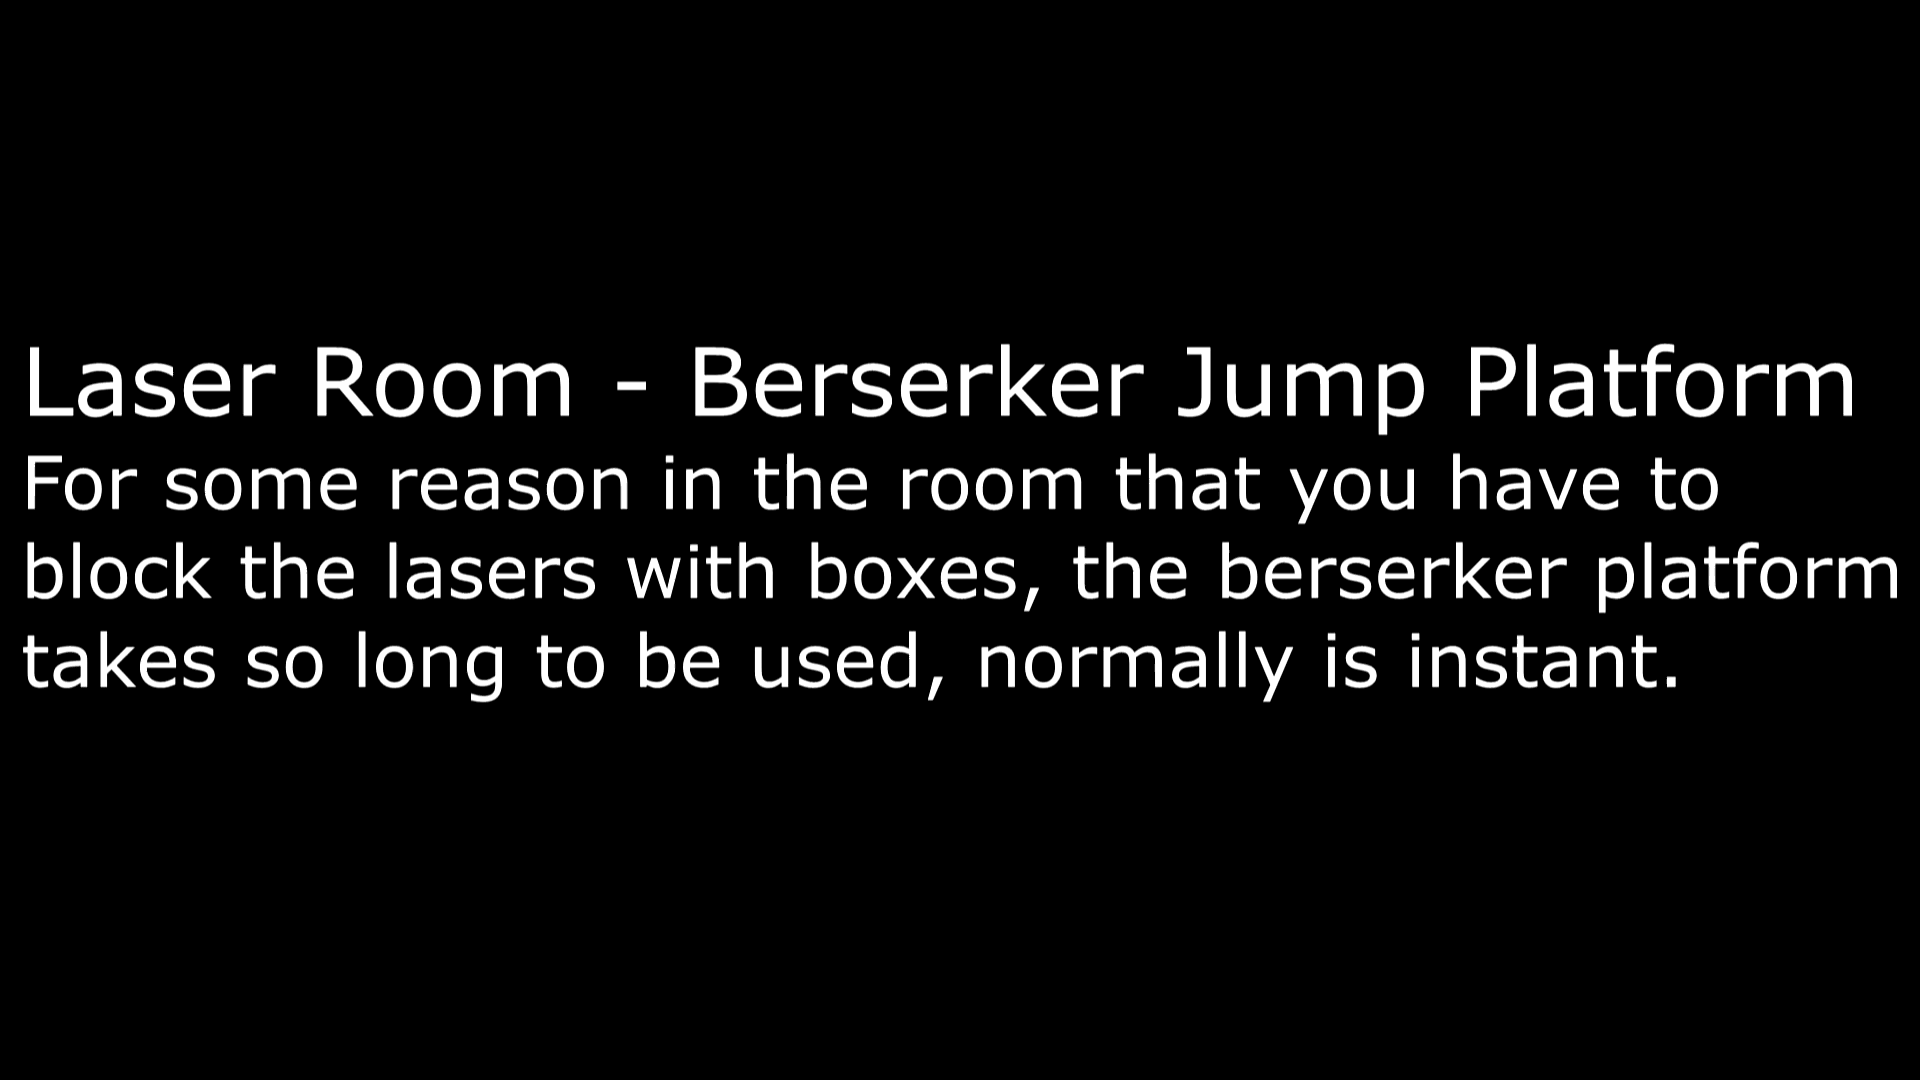 Laser Room - Berserker Jump Platform
For some reason in the room that you have to
block the lasers with boxes, the berserker platform
takes so long to be used, normally is instant.